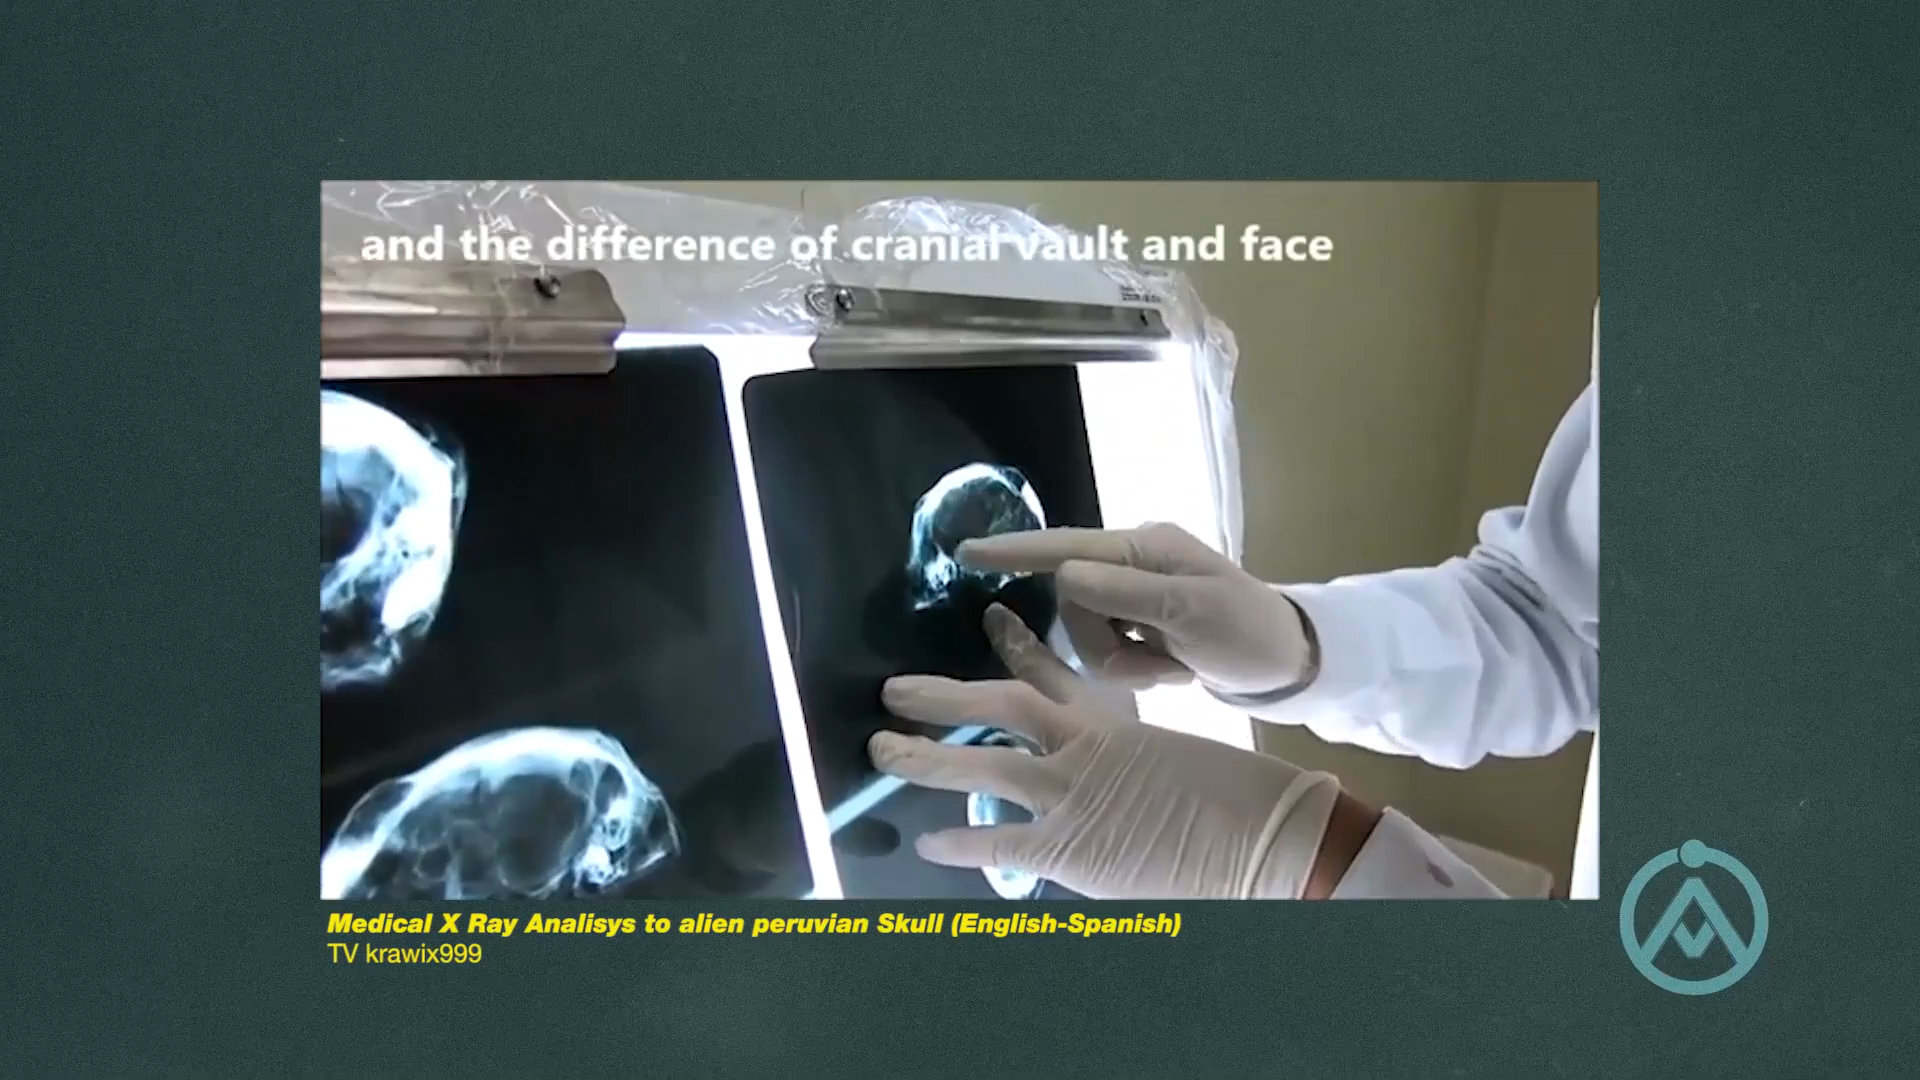 and the difference of cranial vault and face
Medical X Ray Analisys to alien peruvian Skull (English-Spanish)
TV krawix999